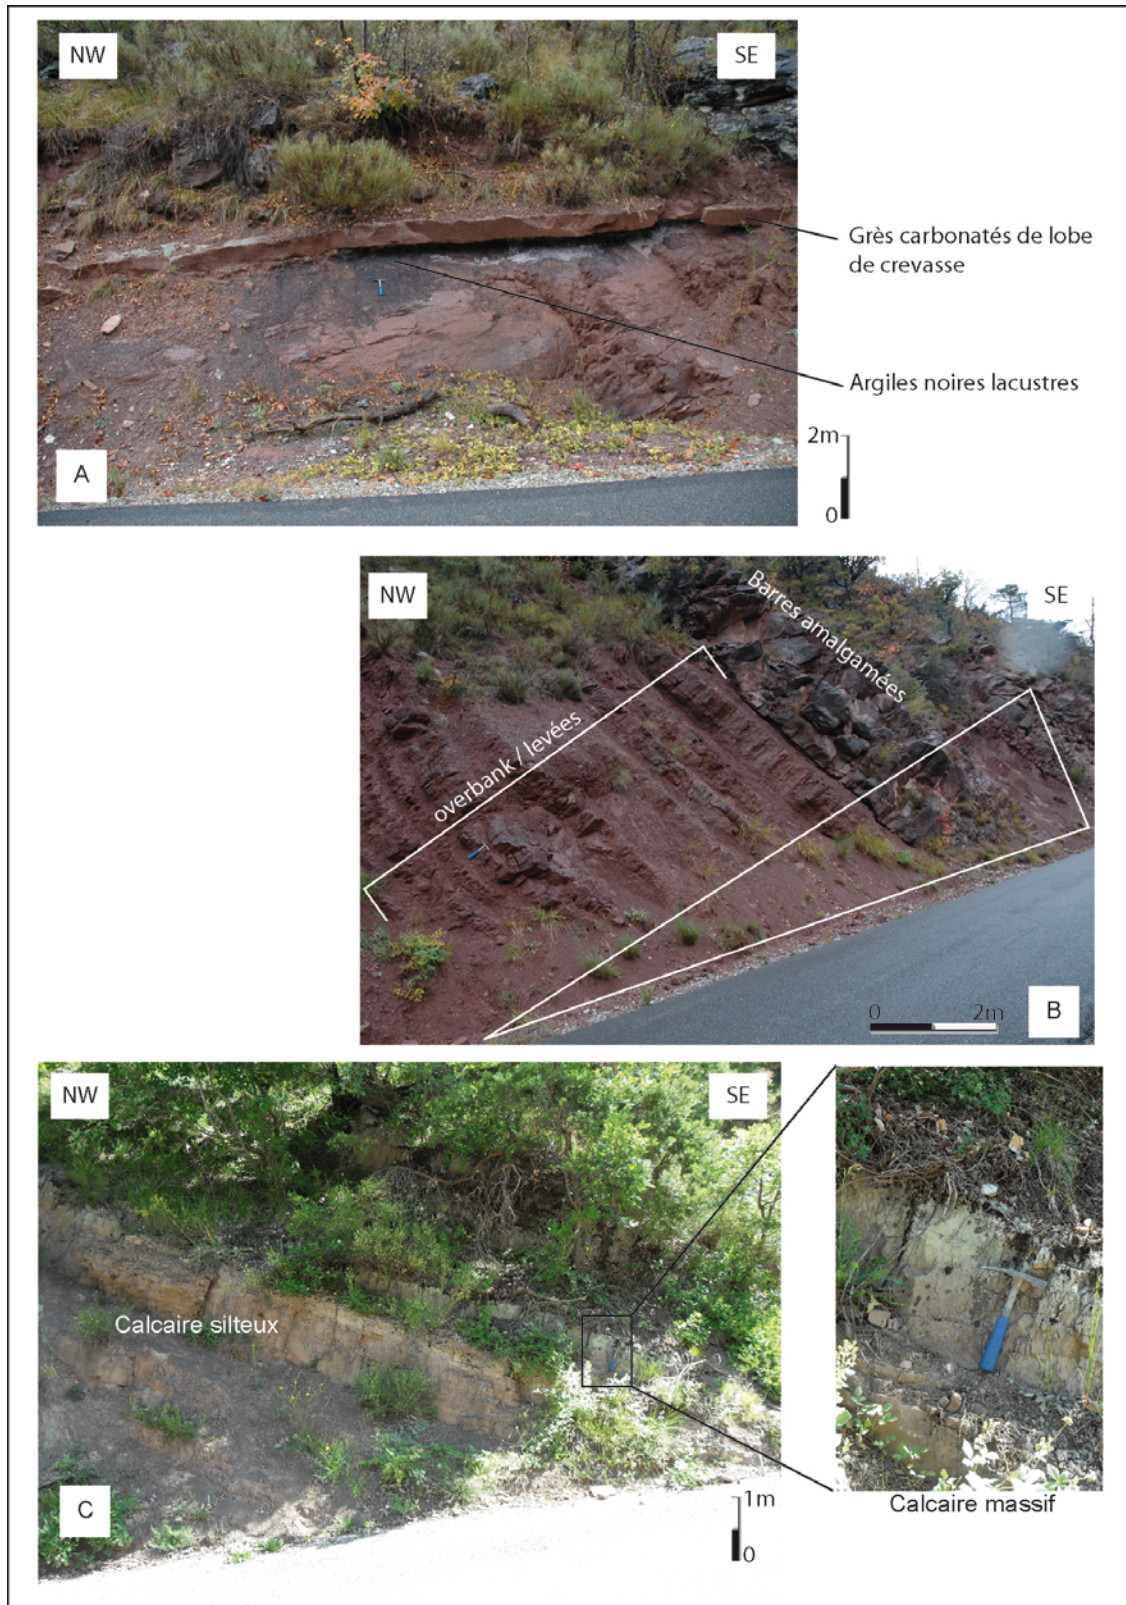 NW
SE
Grès carbonatés de lobe
de crevasse
Argiles noires lacustres
2m
0
A
NW
SE
Barres amalgamées
overbank / levées
0 2m
B
NW
SE
Calcaire silteux
C
1m
0
Calcaire massif